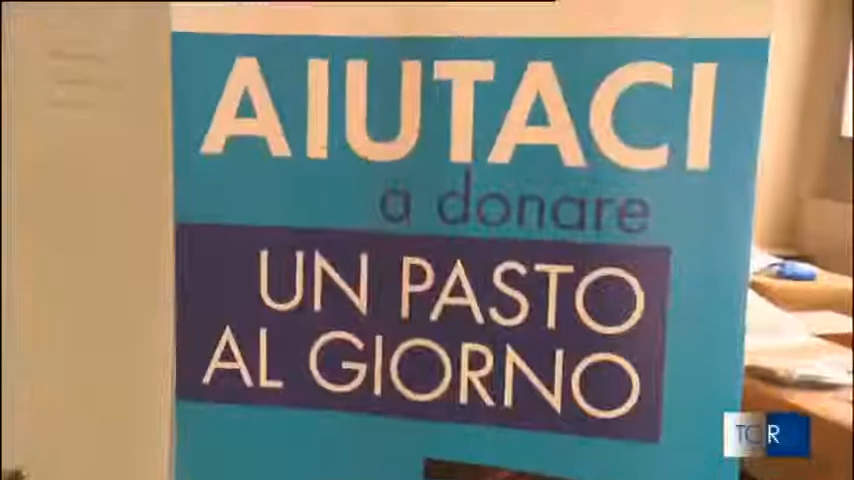 AIUTACI
a donare
UN PASTO
AL GIORNO
TGR